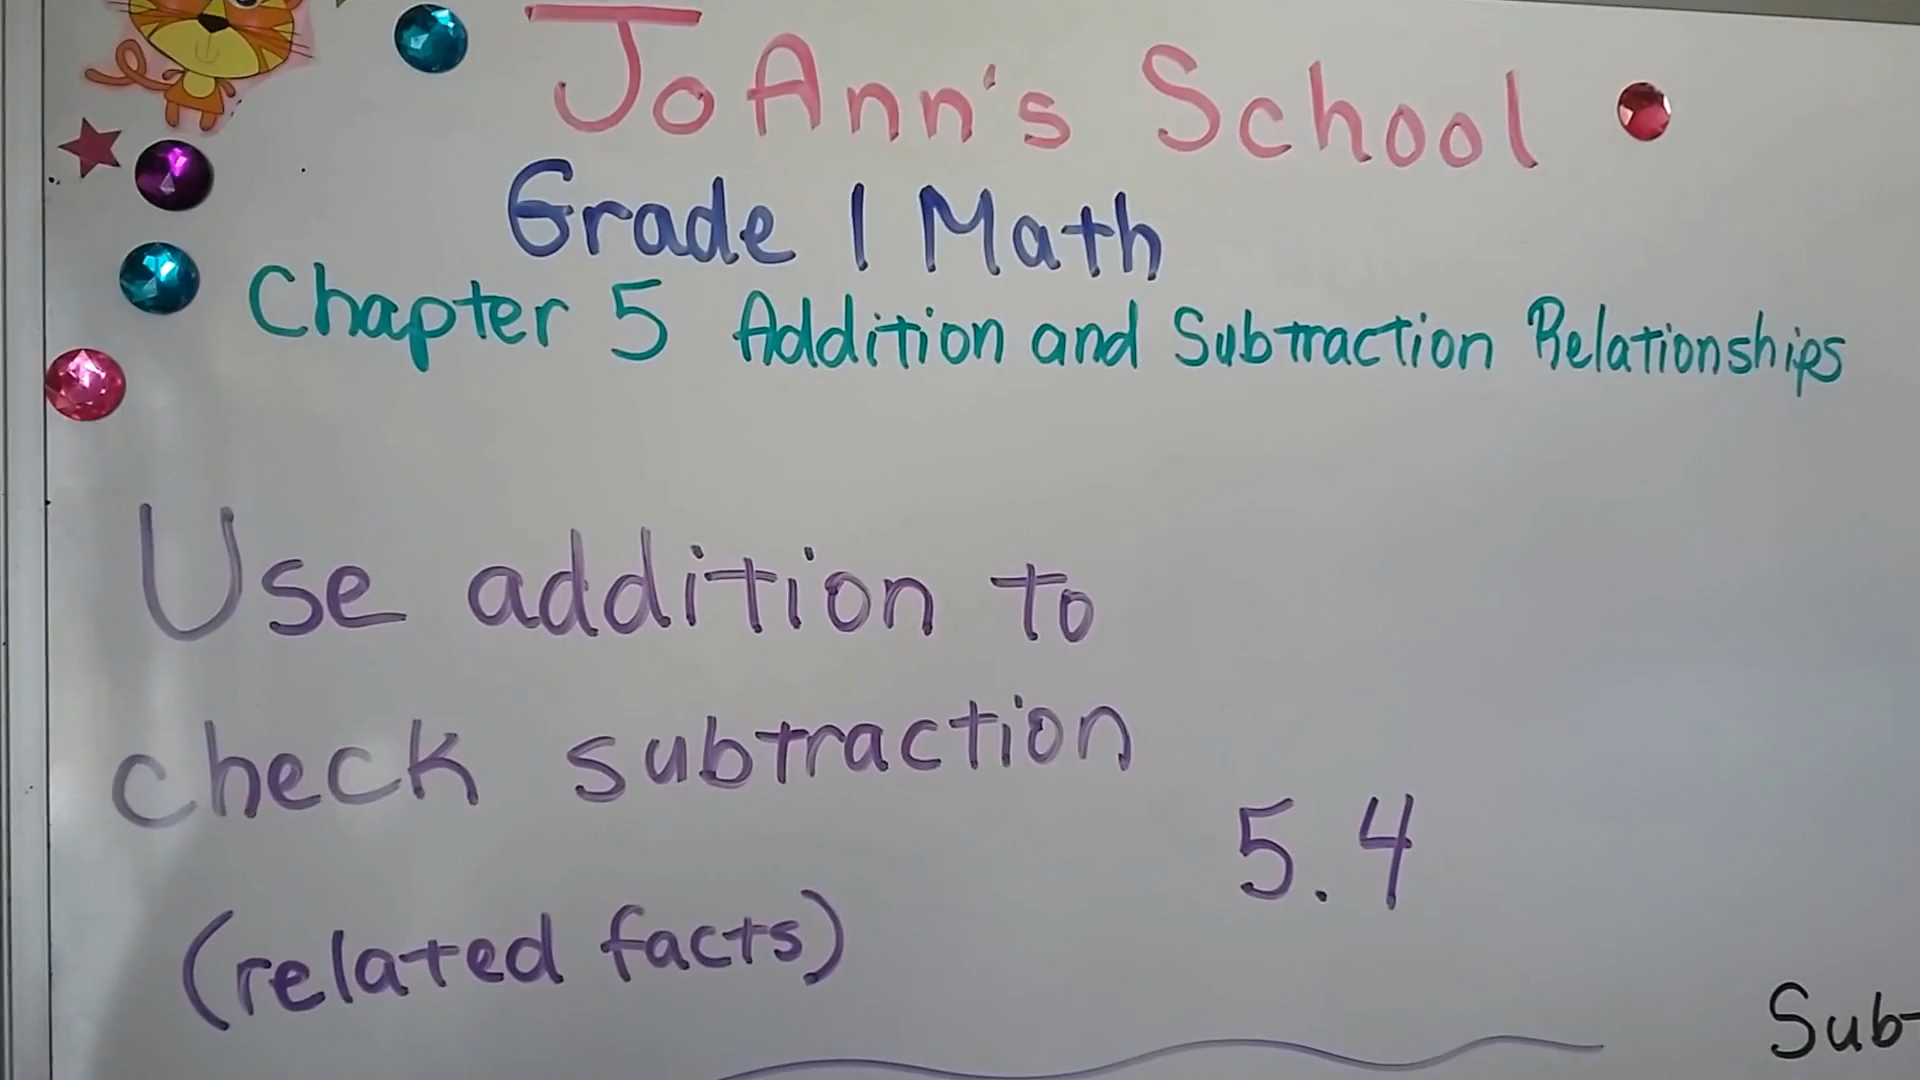 JoAnn's School
Grade 1 Math
Chapter 5 Addition and Subtraction Relationships
Use addition to
check subtraction
5.4
(related facts)
Sub